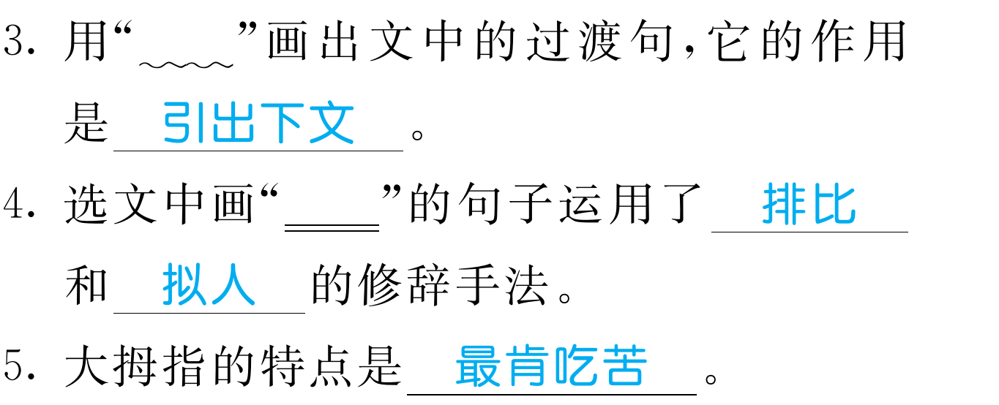 3. 用“﹏﹏”画出文中的过渡句,它的作用
是 引出下文 。
4. 选文中画“ ”的句子运用了 排比
和 拟人 的修辞手法。
5. 大拇指的特点是 最肯吃苦 。